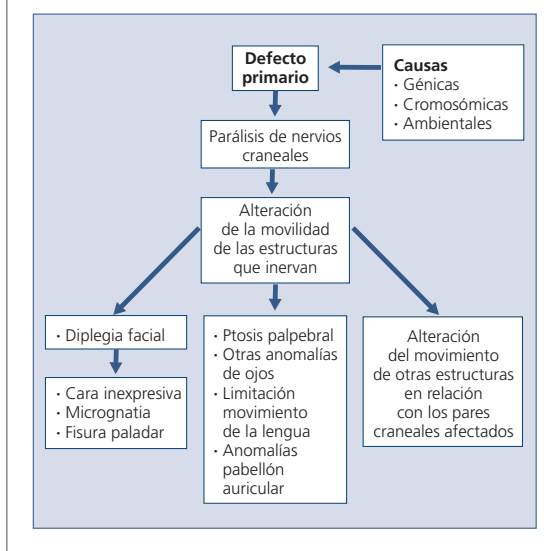 Defecto
primario
Causas
· Génicas
· Cromosómicas
· Ambientales
Parálisis de nervios
craneales
Alteración
de la movilidad
de las estructuras
que inervan
· Diplegia facial
· Cara inexpresiva
· Micrognatia
· Fisura paladar
· Ptosis palpebral
· Otras anomalías
de ojos
· Limitación
movimiento
de la lengua
· Anomalías
pabellón
auricular
Alteración
del movimiento
de otras estructuras
en relación
con los pares
craneales afectados